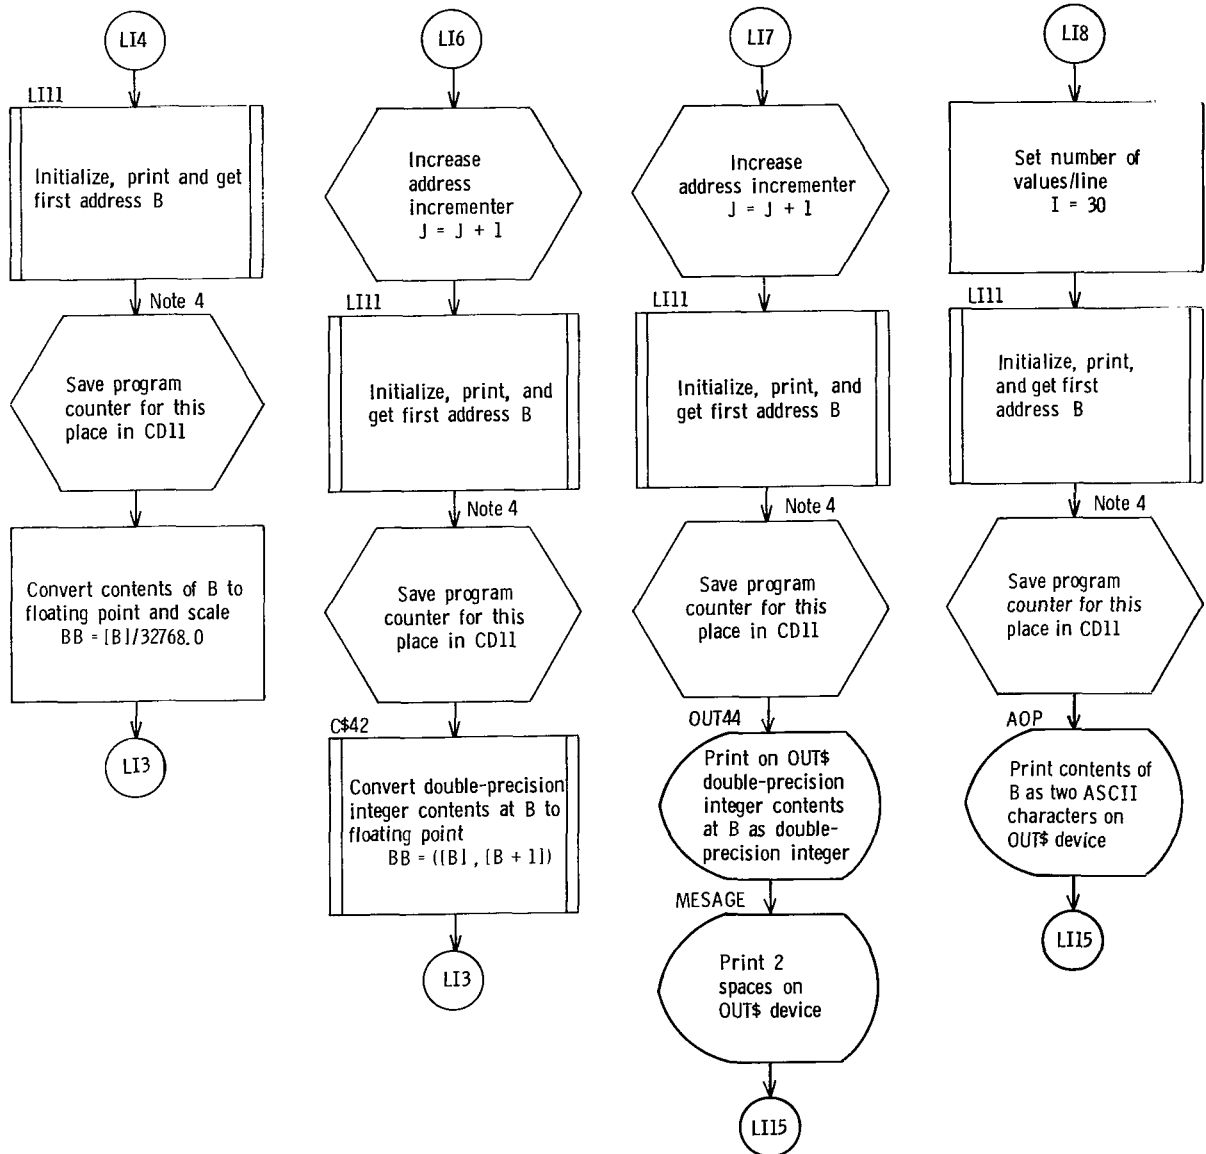 LI4
LI11
Initialize, print and get
first address B
Note 4
Save program
counter for this
place in CD11
Convert contents of B to
floating point and scale
BB = [B]/32768.0
LI3
LI6
Increase
address
incrementer
J = J + 1
LI11
Initialize, print, and
get first address B
Note 4
Save program
counter for this
place in CD11
C$42
Convert double-precision
integer contents at B to
floating point
BB = ([B], [B + 1])
LI3
LI7
Increase
address incrementer
J = J + 1
LI11
Initialize, print, and
get first address B
Note 4
Save program
counter for this
place in CD11
OUT44
Print on OUT$
double-precision
integer contents
at B as double-
precision integer
MESAGE
Print 2
spaces on
OUT$ device
LI15
LI8
Set number of
values/line
I = 30
LI11
Initialize, print,
and get first
address B
Note 4
Save program
counter for this
place in CD11
AOP
Print contents of
B as two ASCII
characters on
OUT$ device
LI15